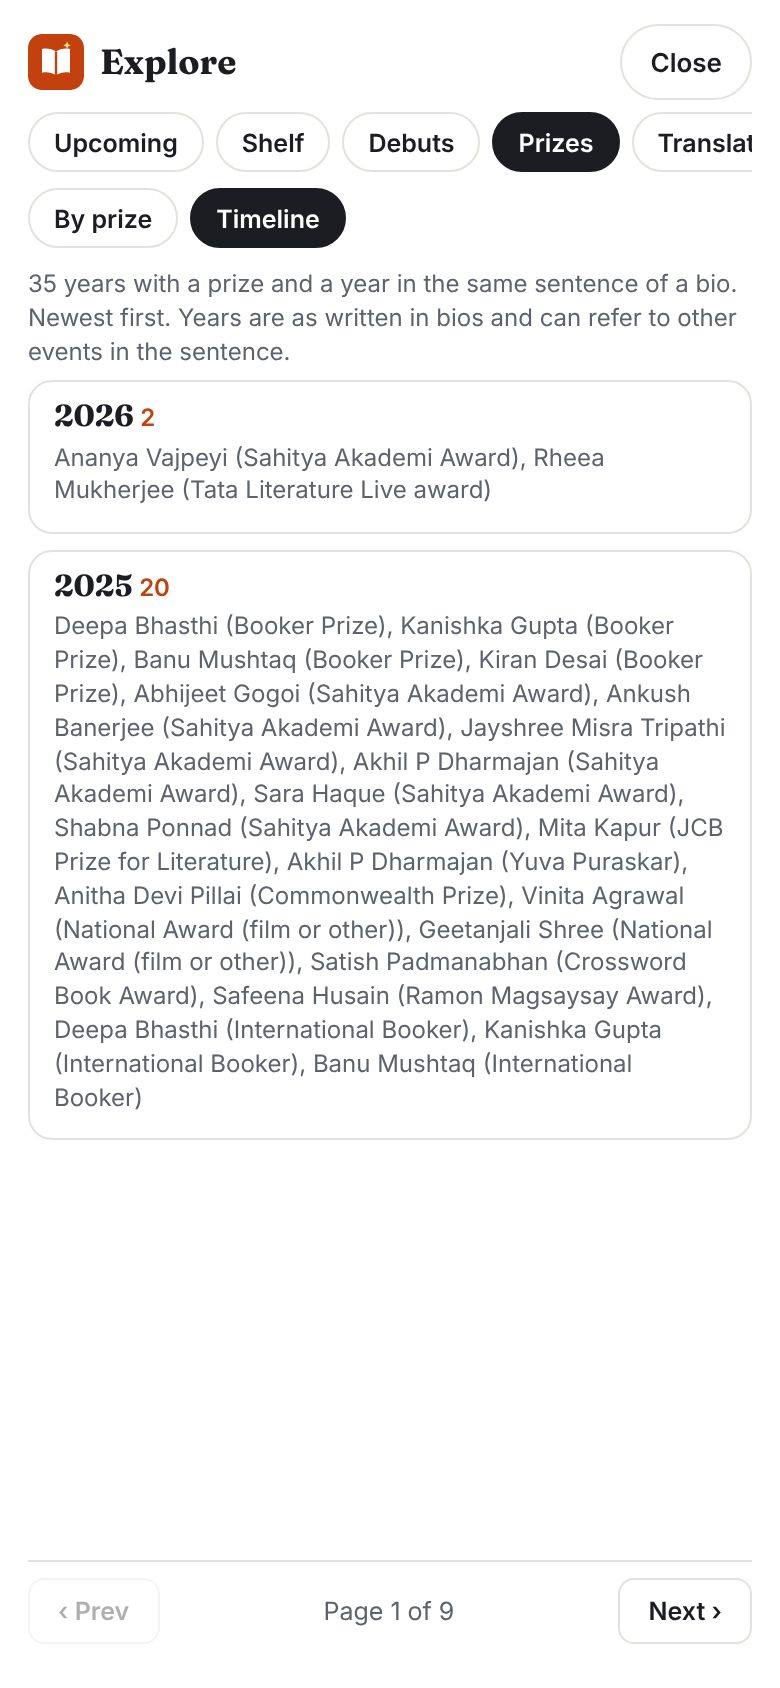 Explore
Close
Upcoming
Shelf
Debuts
Prizes
Translat
By prize
Timeline
35 years with a prize and a year in the same sentence of a bio.
Newest first. Years are as written in bios and can refer to other
events in the sentence.
2026 2
Ananya Vajpeyi (Sahitya Akademi Award), Rheea
Mukherjee (Tata Literature Live award)
2025 20
Deepa Bhasthi (Booker Prize), Kanishka Gupta (Booker
Prize), Banu Mushtaq (Booker Prize), Kiran Desai (Booker
Prize), Abhijeet Gogoi (Sahitya Akademi Award), Ankush
Banerjee (Sahitya Akademi Award), Jayshree Misra Tripathi
(Sahitya Akademi Award), Akhil P Dharmajan (Sahitya
Akademi Award), Sara Haque (Sahitya Akademi Award),
Shabna Ponnad (Sahitya Akademi Award), Mita Kapur (JCB
Prize for Literature), Akhil P Dharmajan (Yuva Puraskar),
Anitha Devi Pillai (Commonwealth Prize), Vinita Agrawal
(National Award (film or other)), Geetanjali Shree (National
Award (film or other)), Satish Padmanabhan (Crossword
Book Award), Safeena Husain (Ramon Magsaysay Award),
Deepa Bhasthi (International Booker), Kanishka Gupta
(International Booker), Banu Mushtaq (International
Booker)
‹ Prev
Page 1 of 9
Next ›